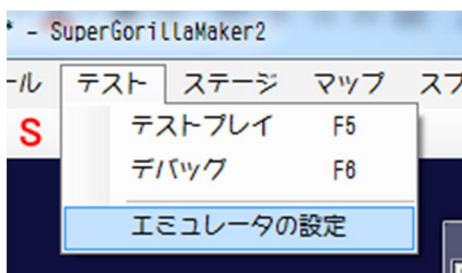 * - SuperGorillaMaker2
ール テスト ステージ マップ スプ
S
テストプレイ F5
デバッグ F6
エミュレータの設定